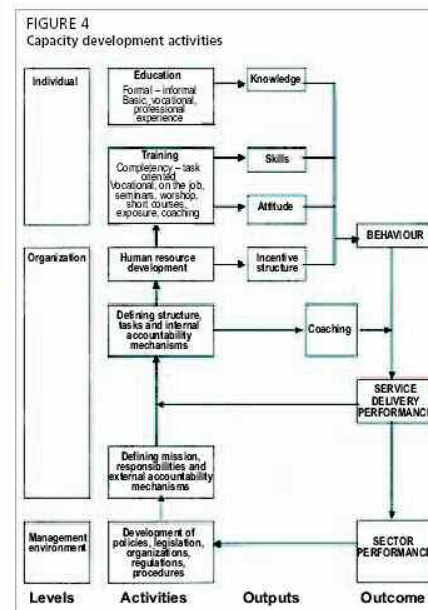 FIGURE 4
Capacity development activities
Individual
Education
Formal – informal
Basic, vocational,
professional
experience
Knowledge
Training
Competency – task
oriented
Vocational, on the job,
seminars, worshop,
short courses,
exposure, coaching
Skills
Attitude
BEHAVIOUR
Organization
Human resource
development
Incentive
structure
Defining structure,
tasks and internal
accountability
mechanisms
Coaching
SERVICE
DELIVERY
PERFORMANCE
Defining mission,
responsibilities and
external accountability
mechanisms
Management
environment
Development of
policies, legislation,
organizations,
regulations,
procedures
SECTOR
PERFORMANCE
Levels Activities Outputs Outcome